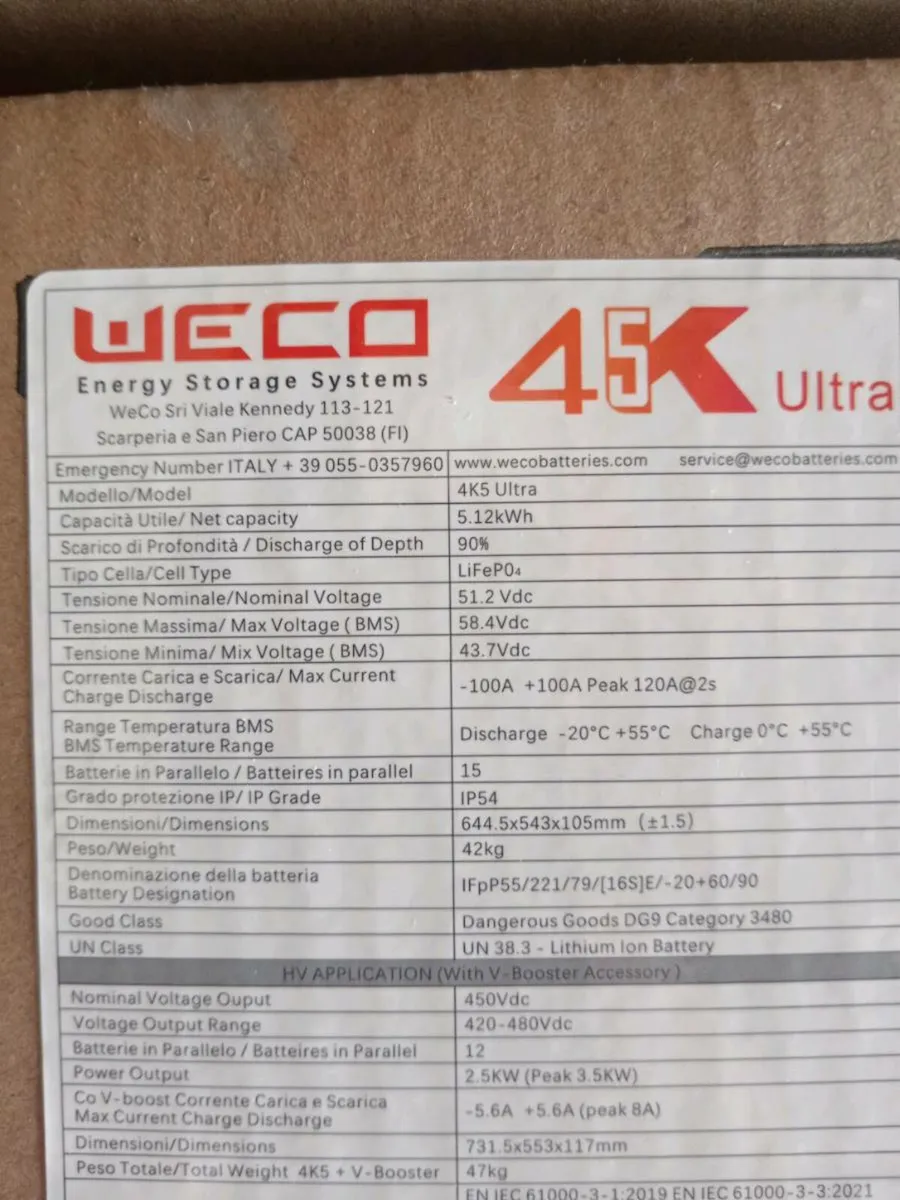 WECO
45K Ultra
Energy Storage Systems
WeCo Srl Viale Kennedy 113-121
Scarperia e San Piero CAP 50038 (FI)
Emergency Number ITALY + 39 055-0357960 www.wecobatteries.com service@wecobatteries.com
Modello/Model 4K5 Ultra
Capacità Utile/ Net capacity 5.12kWh
Scarico di Profondità / Discharge of Depth 90%
Tipo Cella/Cell Type LiFePO₄
Tensione Nominale/Nominal Voltage 51.2 Vdc
Tensione Massima/ Max Voltage ( BMS) 58.4Vdc
Tensione Minima/ Mix Voltage ( BMS) 43.7Vdc
Corrente Carica e Scarica/ Max Current
Charge Discharge
-100A +100A Peak 120A@2s
Range Temperatura BMS
BMS Temperature Range
Discharge -20°C +55°C Charge 0°C +55°C
Batterie in Parallelo / Batteires in parallel 15
Grado protezione IP/ IP Grade IP54
Dimensioni/Dimensions 644.5x543x105mm (±1.5)
Peso/Weight 42kg
Denominazione della batteria
Battery Designation
IFpP55/221/79/[16S]E/-20+60/90
Good Class Dangerous Goods DG9 Category 3480
UN Class UN 38.3 - Lithium Ion Battery
HV APPLICATION (With V-Booster Accessory )
Nominal Voltage Ouput 450Vdc
Voltage Output Range 420-480Vdc
Batterie in Parallelo / Batteires in Parallel 12
Power Output 2.5KW (Peak 3.5KW)
Co V-boost Corrente Carica e Scarica
Max Current Charge Discharge
-5.6A +5.6A (peak 8A)
Dimensioni/Dimensions 731.5x553x117mm
Peso Totale/Total Weight 4K5 + V-Booster 47kg
EN IEC 61000-3-1:2019 EN IEC 61000-3-3:2021